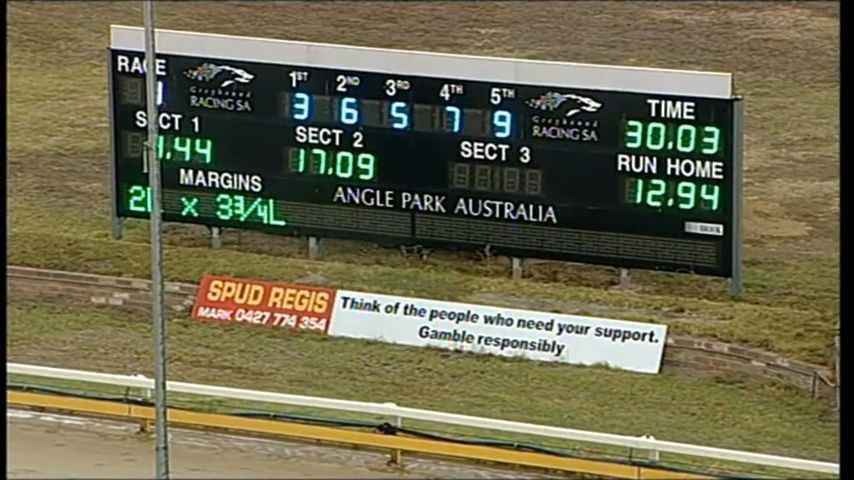 RACE 1ST 2ND 3RD 4TH 5TH TIME
Greyhound RACING SA 3 6 5 7 9 Greyhound RACING SA 30.03
SECT 1 SECT 2 SECT 3 RUN HOME
.44 17.09 12.94
MARGINS
ANGLE PARK AUSTRALIA
x 3¾L
SPUD REGIS
MARK 0427 774 354
Think of the people who need your support.
Gamble responsibly